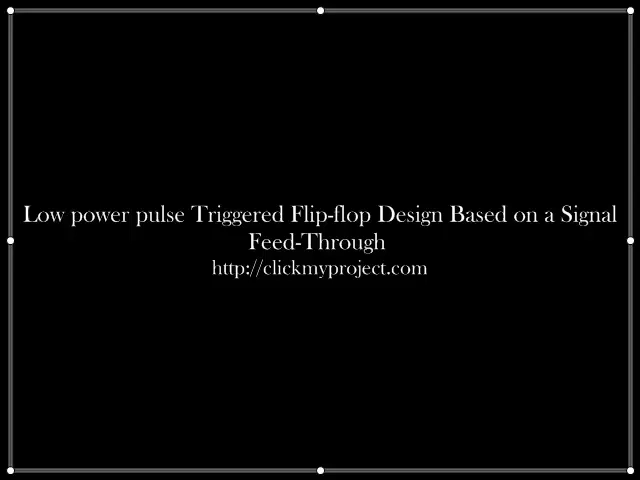 Low power pulse Triggered Flip-flop Design Based on a Signal
Feed-Through
http://clickmyproject.com